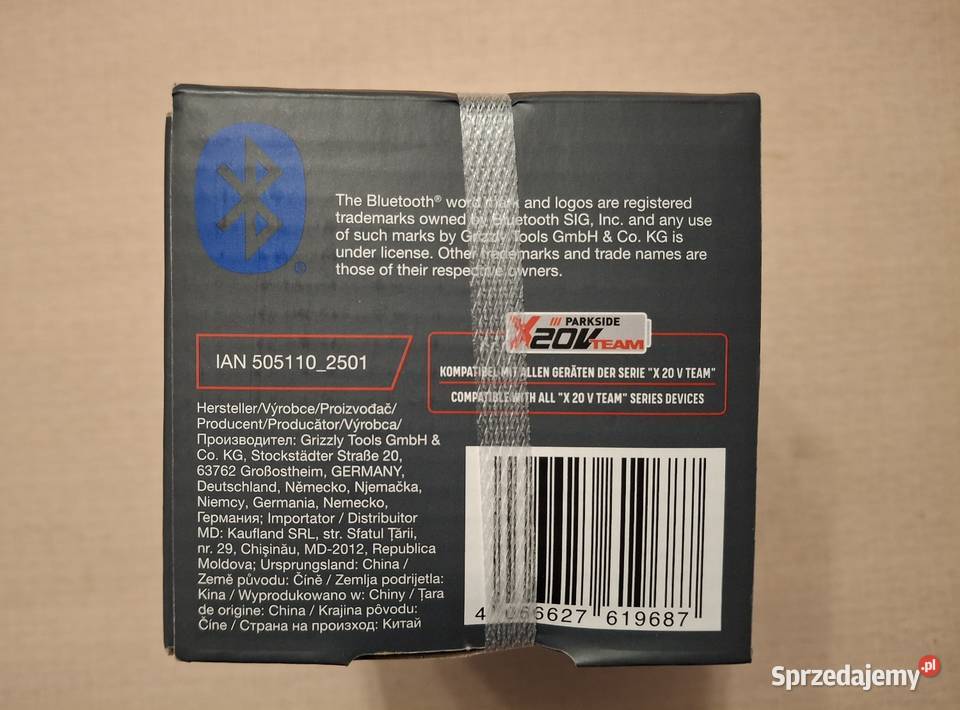 The Bluetooth® word mark and logos are registered
trademarks owned by Bluetooth SIG, Inc. and any use
of such marks by Grizzly Tools GmbH & Co. KG is
under license. Other trademarks and trade names are
those of their respective owners.
/// PARKSIDE
X20V TEAM
IAN 505110_2501
KOMPATIBEL MIT ALLEN GERÄTEN DER SERIE "X 20 V TEAM"
COMPATIBLE WITH ALL "X 20 V TEAM" SERIES DEVICES
Hersteller/Výrobce/Proizvođač/
Producent/Producător/Výrobca/
Производител: Grizzly Tools GmbH &
Co. KG, Stockstädter Straße 20,
63762 Großostheim, GERMANY,
Deutschland, Německo, Njemačka,
Niemcy, Germania, Nemecko,
Германия; Importator / Distribuitor
MD: Kaufland SRL, str. Sfatul Țării,
nr. 29, Chișinău, MD-2012, Republica
Moldova; Ursprungsland: China /
Země původu: Číně / Zemlja podrijetla:
Kina / Wyprodukowano w: Chiny / Țara
de origine: China / Krajina pôvodu:
Číne / Страна на произход: Китай
619687
Sprzedajemy.pl